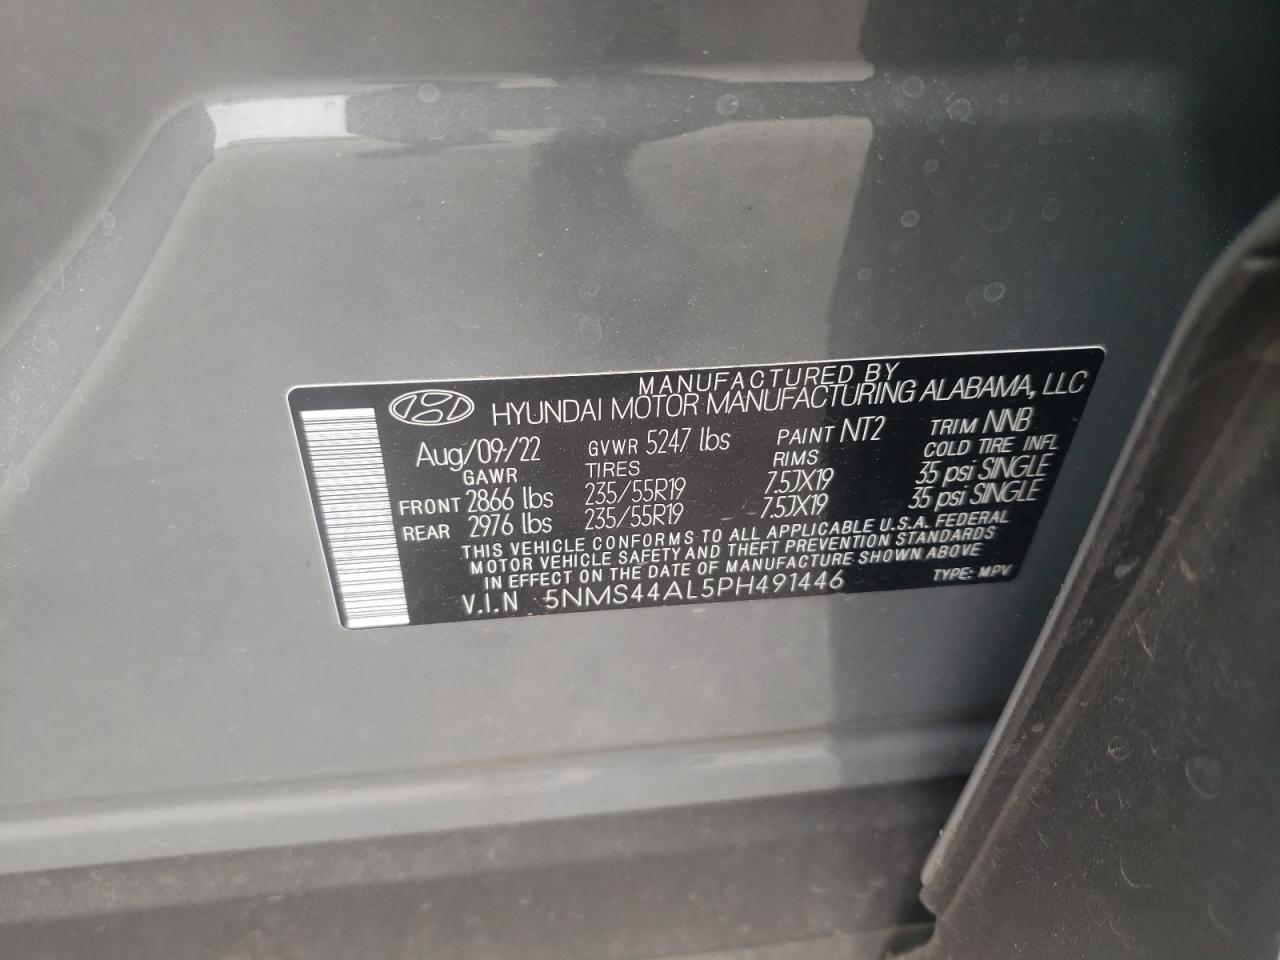 MANUFACTURED BY
HYUNDAI MOTOR MANUFACTURING ALABAMA, LLC
Aug/09/22 GVWR 5247 lbs PAINT NT2 TRIM NNB
GAWR TIRES RIMS COLD TIRE INFL
FRONT 2866 lbs 235/55R19 7.5JX19 35 psi SINGLE
REAR 2976 lbs 235/55R19 7.5JX19 35 psi SINGLE
THIS VEHICLE CONFORMS TO ALL APPLICABLE U.S.A. FEDERAL
MOTOR VEHICLE SAFETY AND THEFT PREVENTION STANDARDS
IN EFFECT ON THE DATE OF MANUFACTURE SHOWN ABOVE
V.I.N 5NMS44AL5PH491446 TYPE: MPV